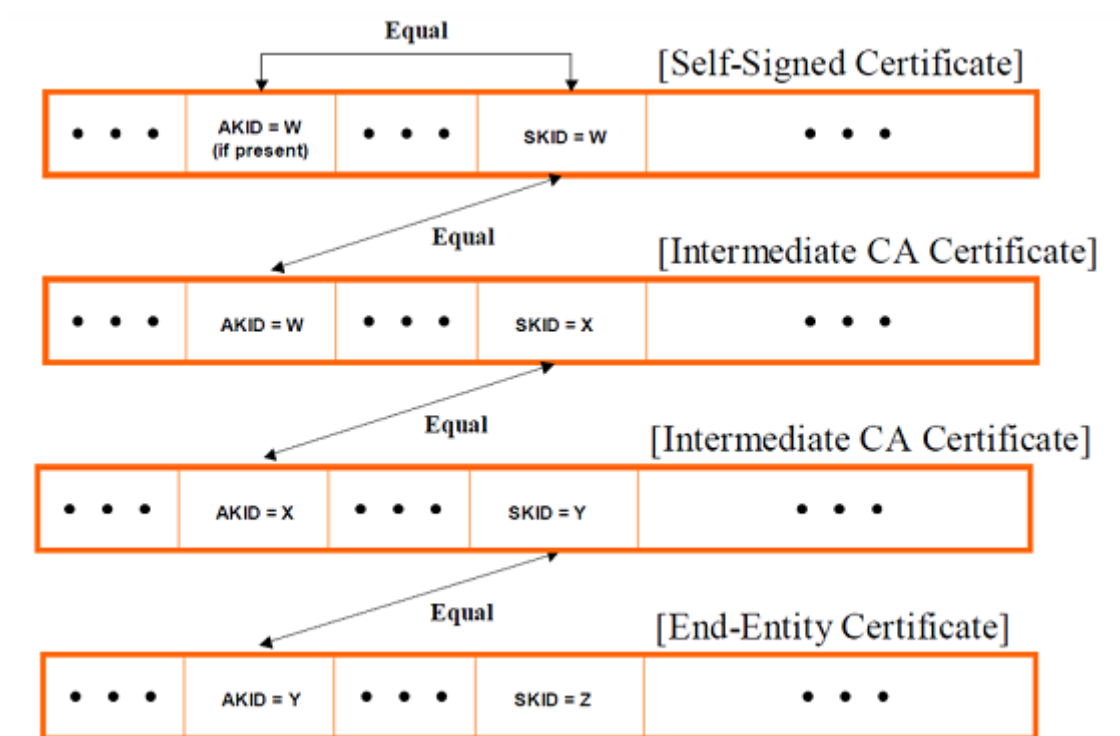 Equal
[Self-Signed Certificate]
• • •
AKID = W
(if present)
• • •
SKID = W
• • •
Equal
[Intermediate CA Certificate]
• • •
AKID = W
• • •
SKID = X
• • •
Equal
[Intermediate CA Certificate]
• • •
AKID = X
• • •
SKID = Y
• • •
Equal
[End-Entity Certificate]
• • •
AKID = Y
• • •
SKID = Z
• • •